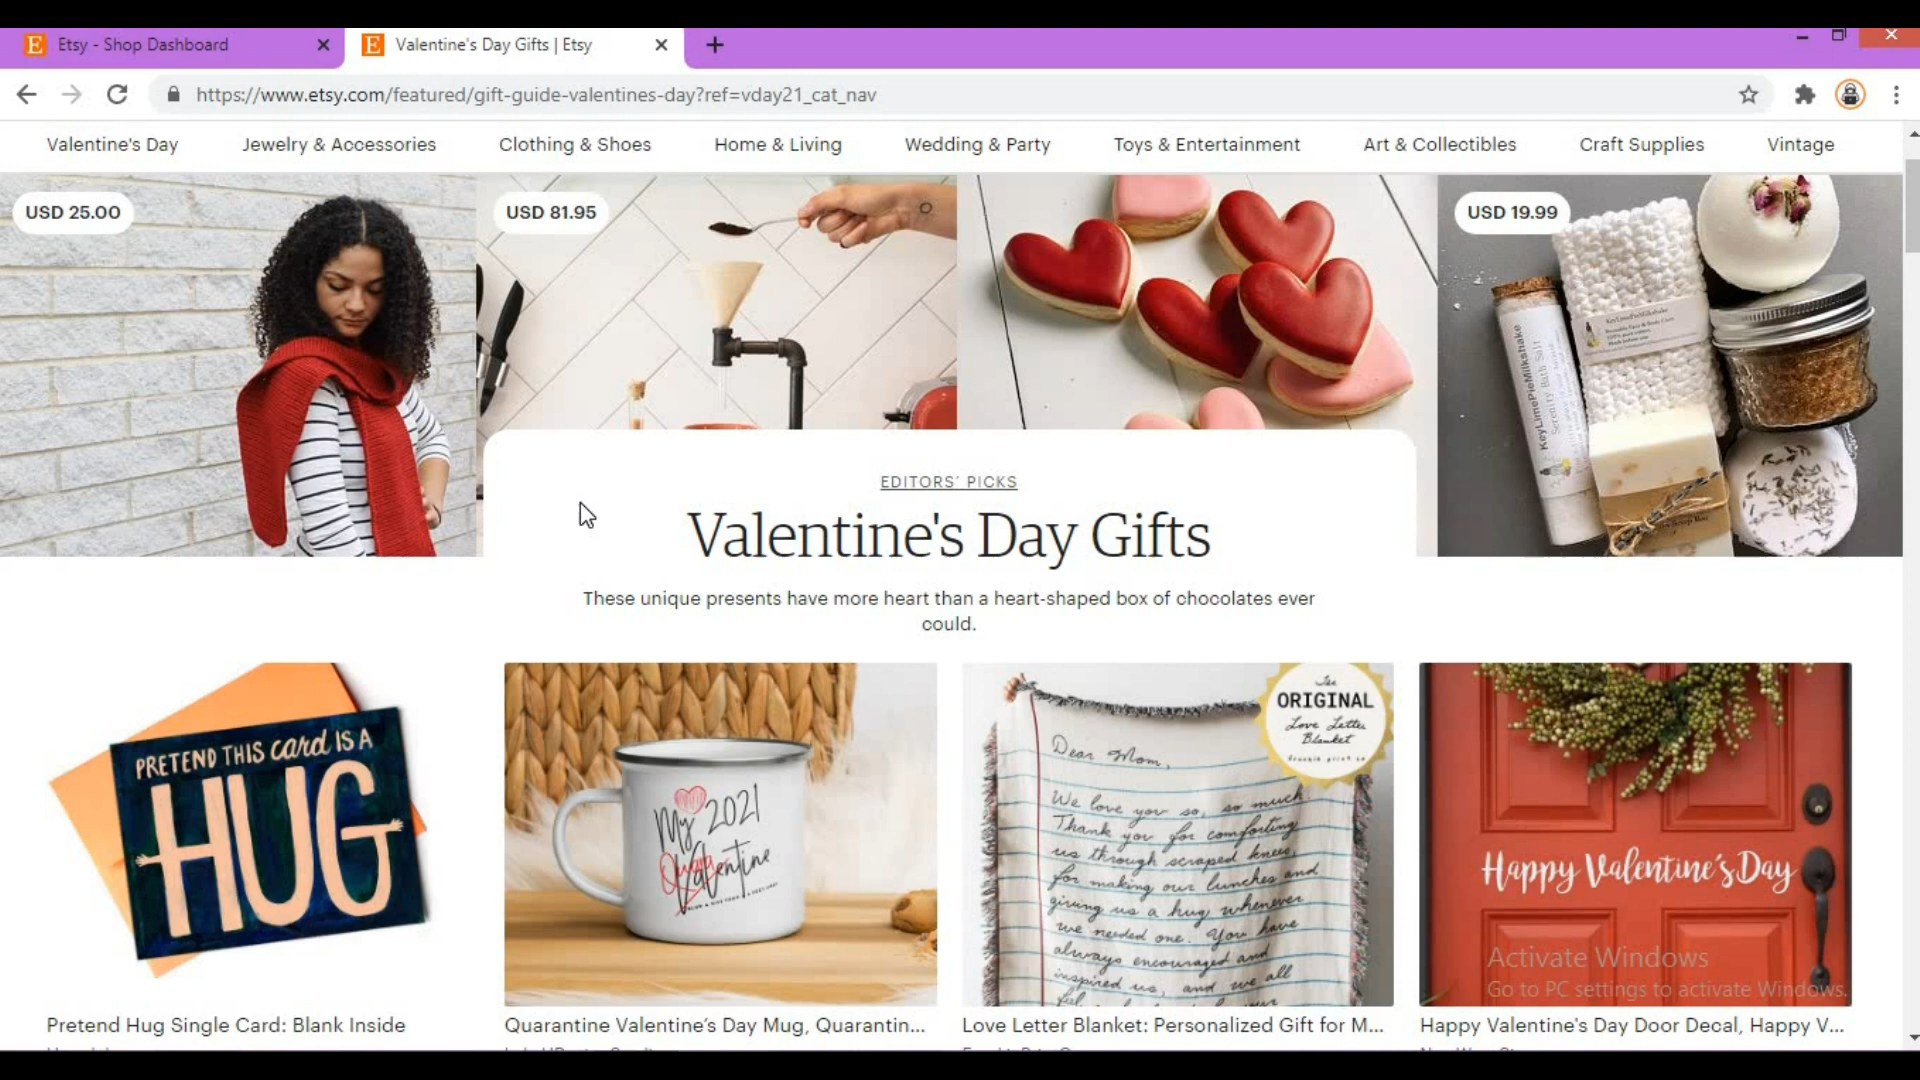 Etsy - Shop Dashboard
Valentine's Day Gifts | Etsy
https://www.etsy.com/featured/gift-guide-valentines-day?ref=vday21_cat_nav
Valentine's Day
Jewelry & Accessories
Clothing & Shoes
Home & Living
Wedding & Party
Toys & Entertainment
Art & Collectibles
Craft Supplies
Vintage
USD 25.00
USD 81.95
USD 19.99
KeyLimePieMilkshake
Serenity Bath Salt
KeyLimePieMilkshake
EDITORS' PICKS
Valentine's Day Gifts
These unique presents have more heart than a heart-shaped box of chocolates ever
could.
PRETEND THIS card IS A
HUG
My 2021
Quaran
Valentine
The
ORIGINAL
Love Letter
Blanket
Dear Mom,
We love you so, so much.
Thank you for comforting
us through scraped knees,
for making our lunches and
giving us a hug whenever
we needed one. You have
always encouraged and
inspired us, and we all
Happy Valentine's Day
Activate Windows
Go to PC settings to activate Windows.
Pretend Hug Single Card: Blank Inside
Quarantine Valentine's Day Mug, Quarantin...
Love Letter Blanket: Personalized Gift for M...
Happy Valentine's Day Door Decal, Happy V...